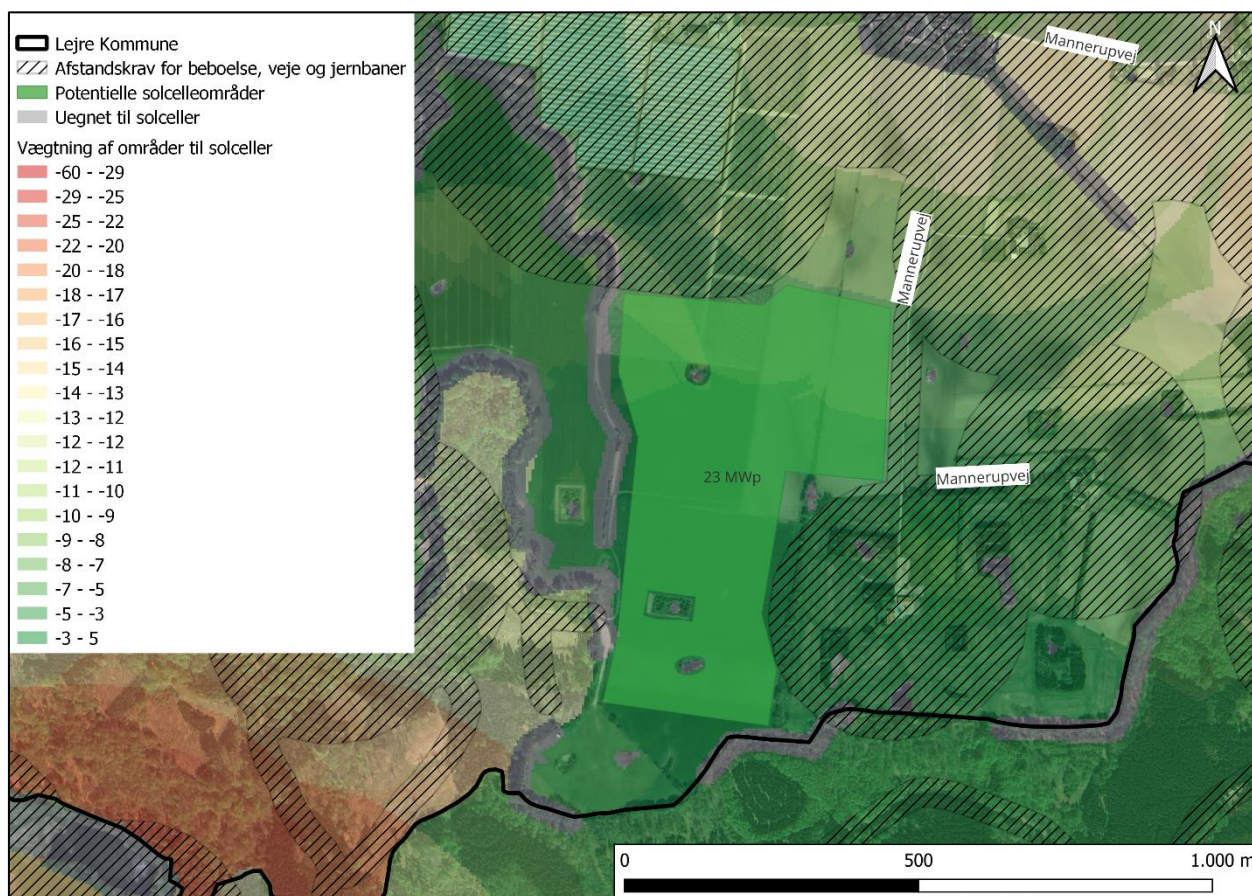 Lejre Kommune
Afstandskrav for beboelse, veje og jernbaner
Potentielle solcelleområder
Uegnet til solceller
Vægtning af områder til solceller
-60 - -29
-29 - -25
-25 - -22
-22 - -20
-20 - -18
-18 - -17
-17 - -16
-16 - -15
-15 - -14
-14 - -13
-13 - -12
-12 - -12
-12 - -11
-11 - -10
-10 - -9
-9 - -8
-8 - -7
-7 - -5
-5 - -3
-3 - 5
Mannerupvej
N
Mannerupvej
Mannerupvej
23 MWp
0 500 1.000 m